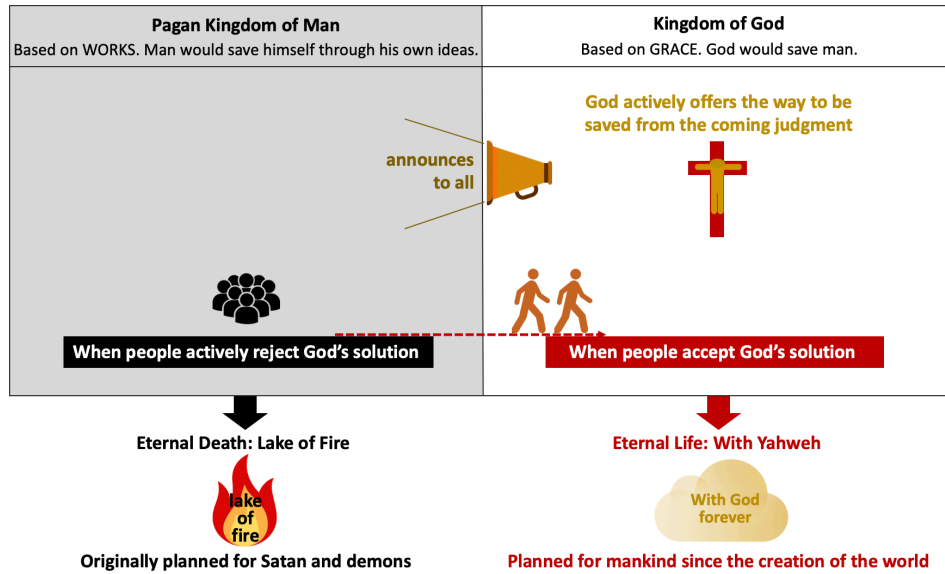 Pagan Kingdom of Man
Based on WORKS. Man would save himself through his own ideas.
Kingdom of God
Based on GRACE. God would save man.
God actively offers the way to be
saved from the coming judgment
announces
to all
When people actively reject God's solution
When people accept God's solution
Eternal Death: Lake of Fire
lake
of
fire
Originally planned for Satan and demons
Eternal Life: With Yahweh
With God
forever
Planned for mankind since the creation of the world